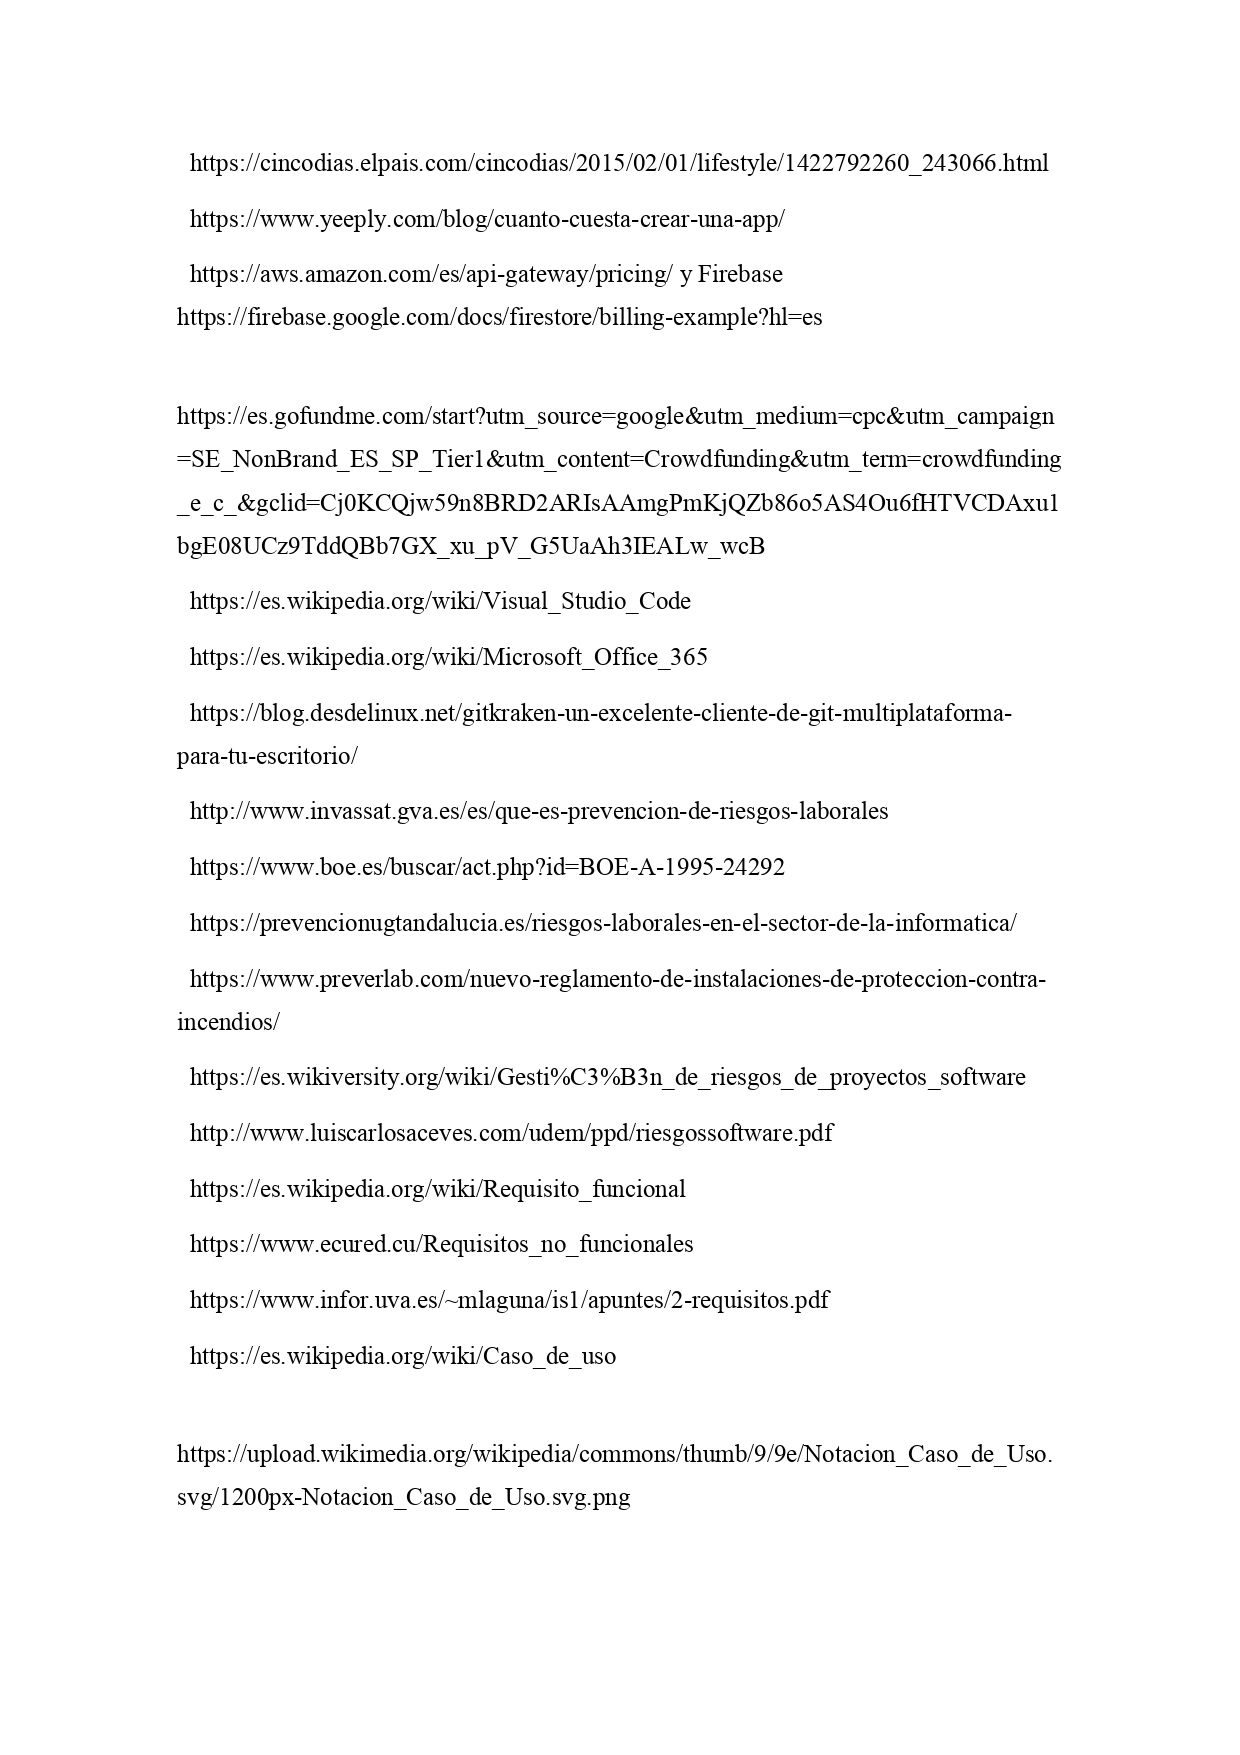 https://cincodias.elpais.com/cincodias/2015/02/01/lifestyle/1422792260_243066.html
https://www.yeeply.com/blog/cuanto-cuesta-crear-una-app/
https://aws.amazon.com/es/api-gateway/pricing/ y Firebase
https://firebase.google.com/docs/firestore/billing-example?hl=es
https://es.gofundme.com/start?utm_source=google&utm_medium=cpc&utm_campaign
=SE_NonBrand_ES_SP_Tier1&utm_content=Crowdfunding&utm_term=crowdfunding
_e_c_&gclid=Cj0KCQjw59n8BRD2ARIsAAmgPmKjQZb86o5AS4Ou6fHTVCDAxu1
bgE08UCz9TddQBb7GX_xu_pV_G5UaAh3IEALw_wcB
https://es.wikipedia.org/wiki/Visual_Studio_Code
https://es.wikipedia.org/wiki/Microsoft_Office_365
https://blog.desdelinux.net/gitkraken-un-excelente-cliente-de-git-multiplataforma-
para-tu-escritorio/
http://www.invassat.gva.es/es/que-es-prevencion-de-riesgos-laborales
https://www.boe.es/buscar/act.php?id=BOE-A-1995-24292
https://prevencionugtandalucia.es/riesgos-laborales-en-el-sector-de-la-informatica/
https://www.preverlab.com/nuevo-reglamento-de-instalaciones-de-proteccion-contra-
incendios/
https://es.wikiversity.org/wiki/Gesti%C3%B3n_de_riesgos_de_proyectos_software
http://www.luiscarlosaceves.com/udem/ppd/riesgossoftware.pdf
https://es.wikipedia.org/wiki/Requisito_funcional
https://www.ecured.cu/Requisitos_no_funcionales
https://www.infor.uva.es/~mlaguna/is1/apuntes/2-requisitos.pdf
https://es.wikipedia.org/wiki/Caso_de_uso
https://upload.wikimedia.org/wikipedia/commons/thumb/9/9e/Notacion_Caso_de_Uso.
svg/1200px-Notacion_Caso_de_Uso.svg.png